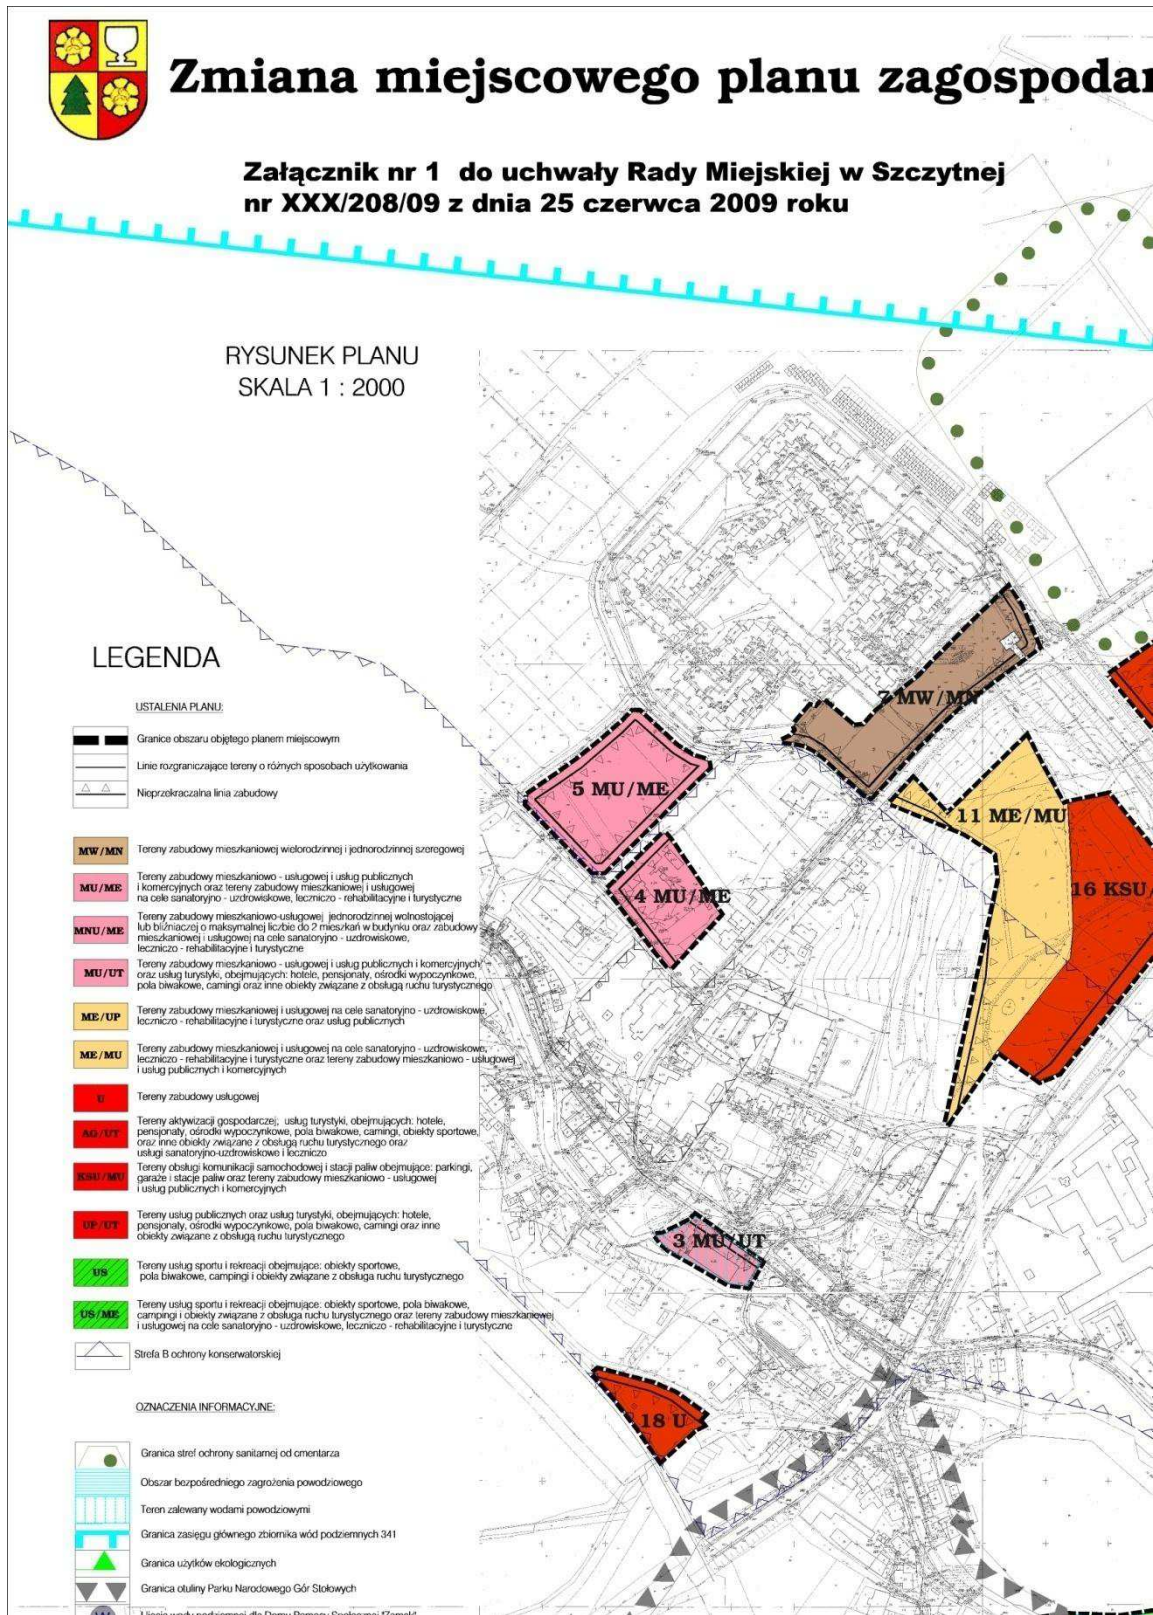 Zmiana miejscowego planu zagospodar
Załącznik nr 1 do uchwały Rady Miejskiej w Szczytnej
nr XXX/208/09 z dnia 25 czerwca 2009 roku
RYSUNEK PLANU
SKALA 1 : 2000
LEGENDA
USTALENIA PLANU:
Granice obszaru objętego planem miejscowym
Linie rozgraniczające tereny o różnych sposobach użytkowania
Nieprzekraczalna linia zabudowy
MW/MN
Tereny zabudowy mieszkaniowej wielorodzinnej i jednorodzinnej szeregowej
MU/ME
Tereny zabudowy mieszkaniowo - usługowej i usług publicznych
i komercyjnych oraz tereny zabudowy mieszkaniowej i usługowej
na cele sanatoryjno - uzdrowiskowe, leczniczo - rehabilitacyjne i turystyczne
MNU/ME
Tereny zabudowy mieszkaniowo-usługowej jednorodzinnej wolnostojącej
lub bliźniaczej o maksymalnej liczbie do 2 mieszkań w budynku oraz zabudowy
mieszkaniowej i usługowej na cele sanatoryjno - uzdrowiskowe,
leczniczo - rehabilitacyjne i turystyczne
MU/UT
Tereny zabudowy mieszkaniowo - usługowej i usług publicznych i komercyjnych
oraz usług turystyki, obejmujących: hotele, pensjonaty, ośrodki wypoczynkowe,
pola biwakowe, camingi oraz inne obiekty związane z obsługą ruchu turystycznego
ME/UP
Tereny zabudowy mieszkaniowej i usługowej na cele sanatoryjno - uzdrowiskowe,
leczniczo - rehabilitacyjne i turystyczne oraz usług publicznych
ME/MU
Tereny zabudowy mieszkaniowej i usługowej na cele sanatoryjno - uzdrowiskowe,
leczniczo - rehabilitacyjne i turystyczne oraz tereny zabudowy mieszkaniowo - usługowej
i usług publicznych i komercyjnych
U
Tereny zabudowy usługowej
AG/UT
Tereny aktywizacji gospodarczej; usług turystyki, obejmujących: hotele,
pensjonaty, ośrodki wypoczynkowe, pola biwakowe, camingi, obiekty sportowe,
oraz inne obiekty związane z obsługą ruchu turystycznego oraz
usługi sanatoryjno-uzdrowiskowe i leczniczo
KSU/MU
Tereny obsługi komunikacji samochodowej i stacji paliw obejmujące: parkingi,
garaże i stacje paliw oraz tereny zabudowy mieszkaniowo - usługowej
i usług publicznych i komercyjnych
UP/UT
Tereny usług publicznych oraz usług turystyki, obejmujących: hotele,
pensjonaty, ośrodki wypoczynkowe, pola biwakowe, camingi oraz inne
obiekty związane z obsługą ruchu turystycznego
US
Tereny usług sportu i rekreacji obejmujące: obiekty sportowe,
pola biwakowe, campingi i obiekty związane z obsługa ruchu turystycznego
US/ME
Tereny usług sportu i rekreacji obejmujące: obiekty sportowe, pola biwakowe,
campingi i obiekty związane z obsługa ruchu turystycznego oraz tereny zabudowy mieszkaniowej
i usługowej na cele sanatoryjno - uzdrowiskowe, leczniczo - rehabilitacyjne i turystyczne
Strefa B ochrony konserwatorskiej
OZNACZENIA INFORMACYJNE:
Granica stref ochrony sanitarnej od cmentarza
Obszar bezpośredniego zagrożenia powodziowego
Teren zalewany wodami powodziowymi
Granica zasięgu głównego zbiornika wód podziemnych 341
Granica użytków ekologicznych
Granica otuliny Parku Narodowego Gór Stołowych
7 MW/MN
5 MU/ME
11 ME/MU
4 MU/ME
16 KSU/
3 MU/UT
18 U